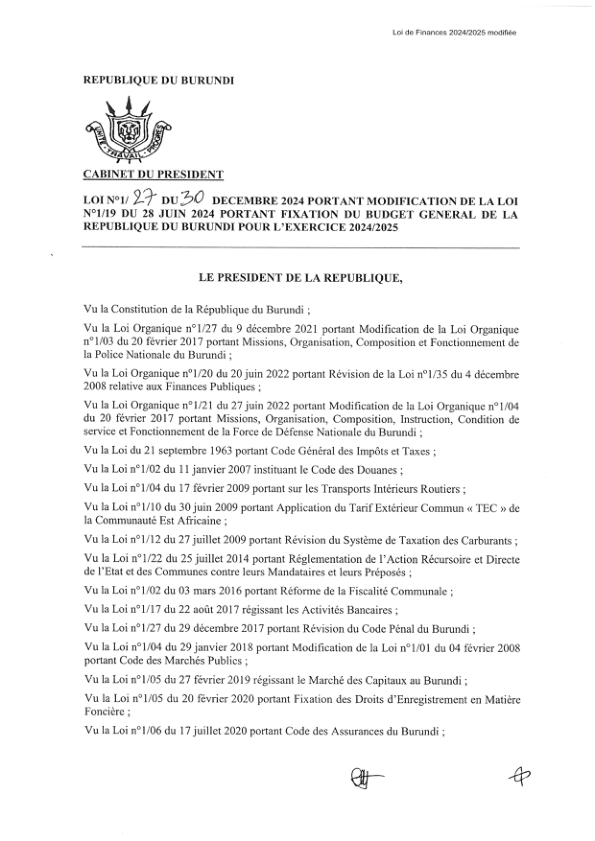 Loi de Finances 2024/2025 modifiée
REPUBLIQUE DU BURUNDI
UNITE - TRAVAIL - PROGRES
CABINET DU PRESIDENT
LOI N°1/ 27 DU 30 DECEMBRE 2024 PORTANT MODIFICATION DE LA LOI
N°1/19 DU 28 JUIN 2024 PORTANT FIXATION DU BUDGET GENERAL DE LA
REPUBLIQUE DU BURUNDI POUR L'EXERCICE 2024/2025
LE PRESIDENT DE LA REPUBLIQUE,
Vu la Constitution de la République du Burundi ;
Vu la Loi Organique n°1/27 du 9 décembre 2021 portant Modification de la Loi Organique
n°1/03 du 20 février 2017 portant Missions, Organisation, Composition et Fonctionnement de
la Police Nationale du Burundi ;
Vu la Loi Organique n°1/20 du 20 juin 2022 portant Révision de la Loi n°1/35 du 4 décembre
2008 relative aux Finances Publiques ;
Vu la Loi Organique n°1/21 du 27 juin 2022 portant Modification de la Loi Organique n°1/04
du 20 février 2017 portant Missions, Organisation, Composition, Instruction, Condition de
service et Fonctionnement de la Force de Défense Nationale du Burundi ;
Vu la Loi du 21 septembre 1963 portant Code Général des Impôts et Taxes ;
Vu la Loi n°1/02 du 11 janvier 2007 instituant le Code des Douanes ;
Vu la Loi n°1/04 du 17 février 2009 portant sur les Transports Intérieurs Routiers ;
Vu la Loi n°1/10 du 30 juin 2009 portant Application du Tarif Extérieur Commun « TEC » de
la Communauté Est Africaine ;
Vu la Loi n°1/12 du 27 juillet 2009 portant Révision du Système de Taxation des Carburants ;
Vu la Loi n°1/22 du 25 juillet 2014 portant Réglementation de l'Action Récursoire et Directe
de l'Etat et des Communes contre leurs Mandataires et leurs Préposés ;
Vu la Loi n°1/02 du 03 mars 2016 portant Réforme de la Fiscalité Communale ;
Vu la Loi n°1/17 du 22 août 2017 régissant les Activités Bancaires ;
Vu la Loi n°1/27 du 29 décembre 2017 portant Révision du Code Pénal du Burundi ;
Vu la Loi n°1/04 du 29 janvier 2018 portant Modification de la Loi n°1/01 du 04 février 2008
portant Code des Marchés Publics ;
Vu la Loi n°1/05 du 27 février 2019 régissant le Marché des Capitaux au Burundi ;
Vu la Loi n°1/05 du 20 février 2020 portant Fixation des Droits d'Enregistrement en Matière
Foncière ;
Vu la Loi n°1/06 du 17 juillet 2020 portant Code des Assurances du Burundi ;